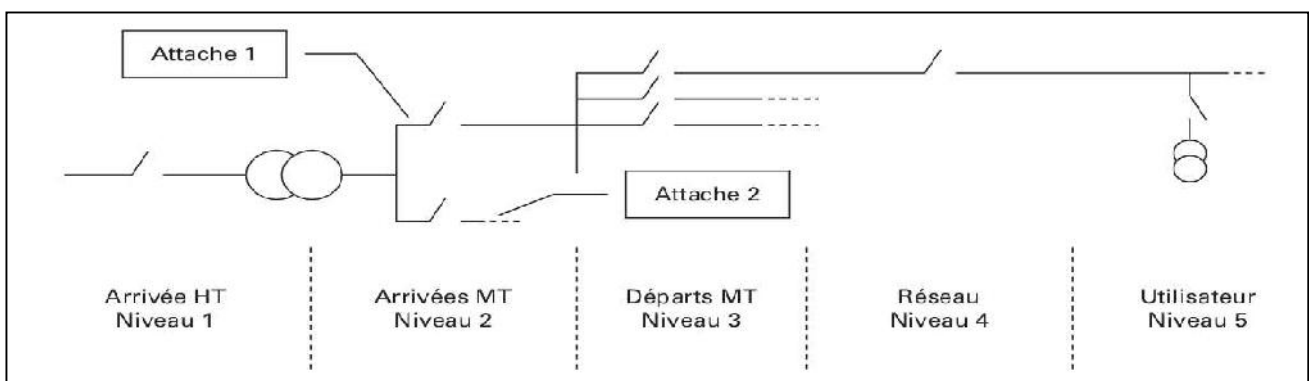 Attache 1
Attache 2
Arrivée HT
Niveau 1
Arrivées MT
Niveau 2
Départs MT
Niveau 3
Réseau
Niveau 4
Utilisateur
Niveau 5